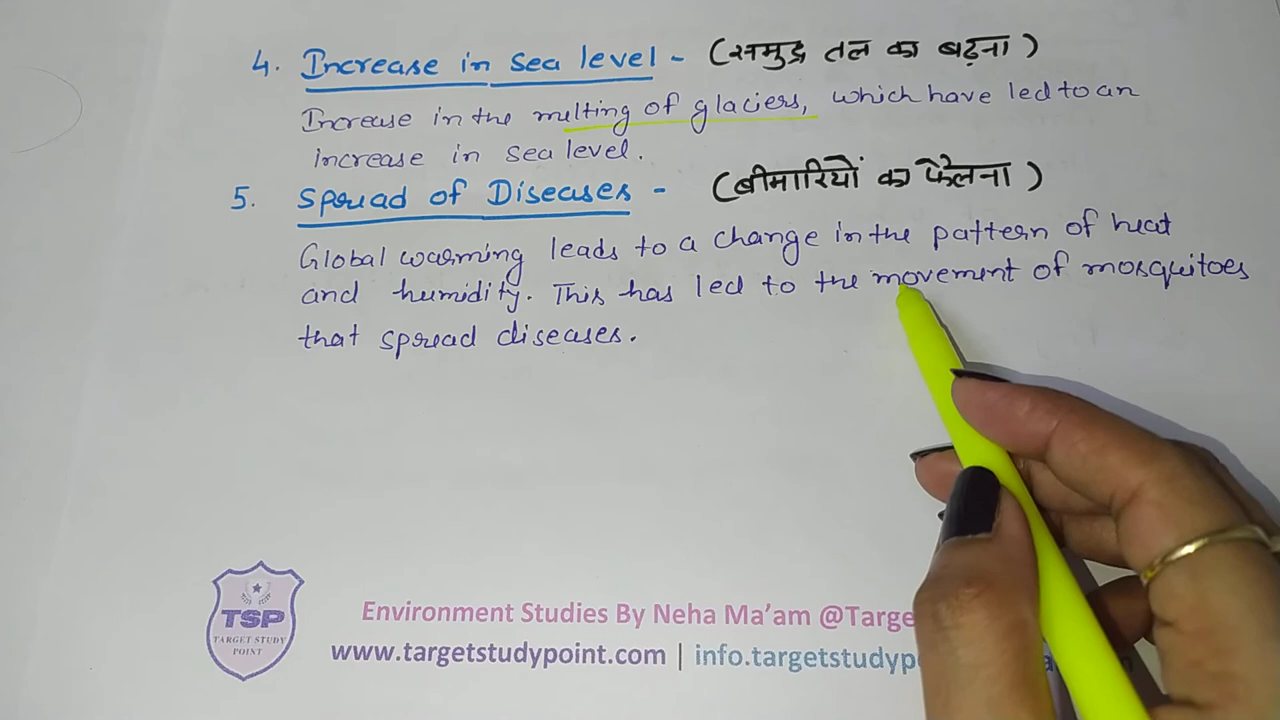 4. Increase in sea level - (समुद्र तल का बढ़ना)
Increase in the melting of glaciers, which have led to an
increase in sea level.
5. Spread of Diseases - (बीमारियों का फैलना)
Global warming leads to a change in the pattern of heat
and humidity. This has led to the movement of mosquitoes
that spread diseases.
TSP
TARGET STUDY
POINT
Environment Studies By Neha Ma'am @Targe
www.targetstudypoint.com | info.targetstudyp